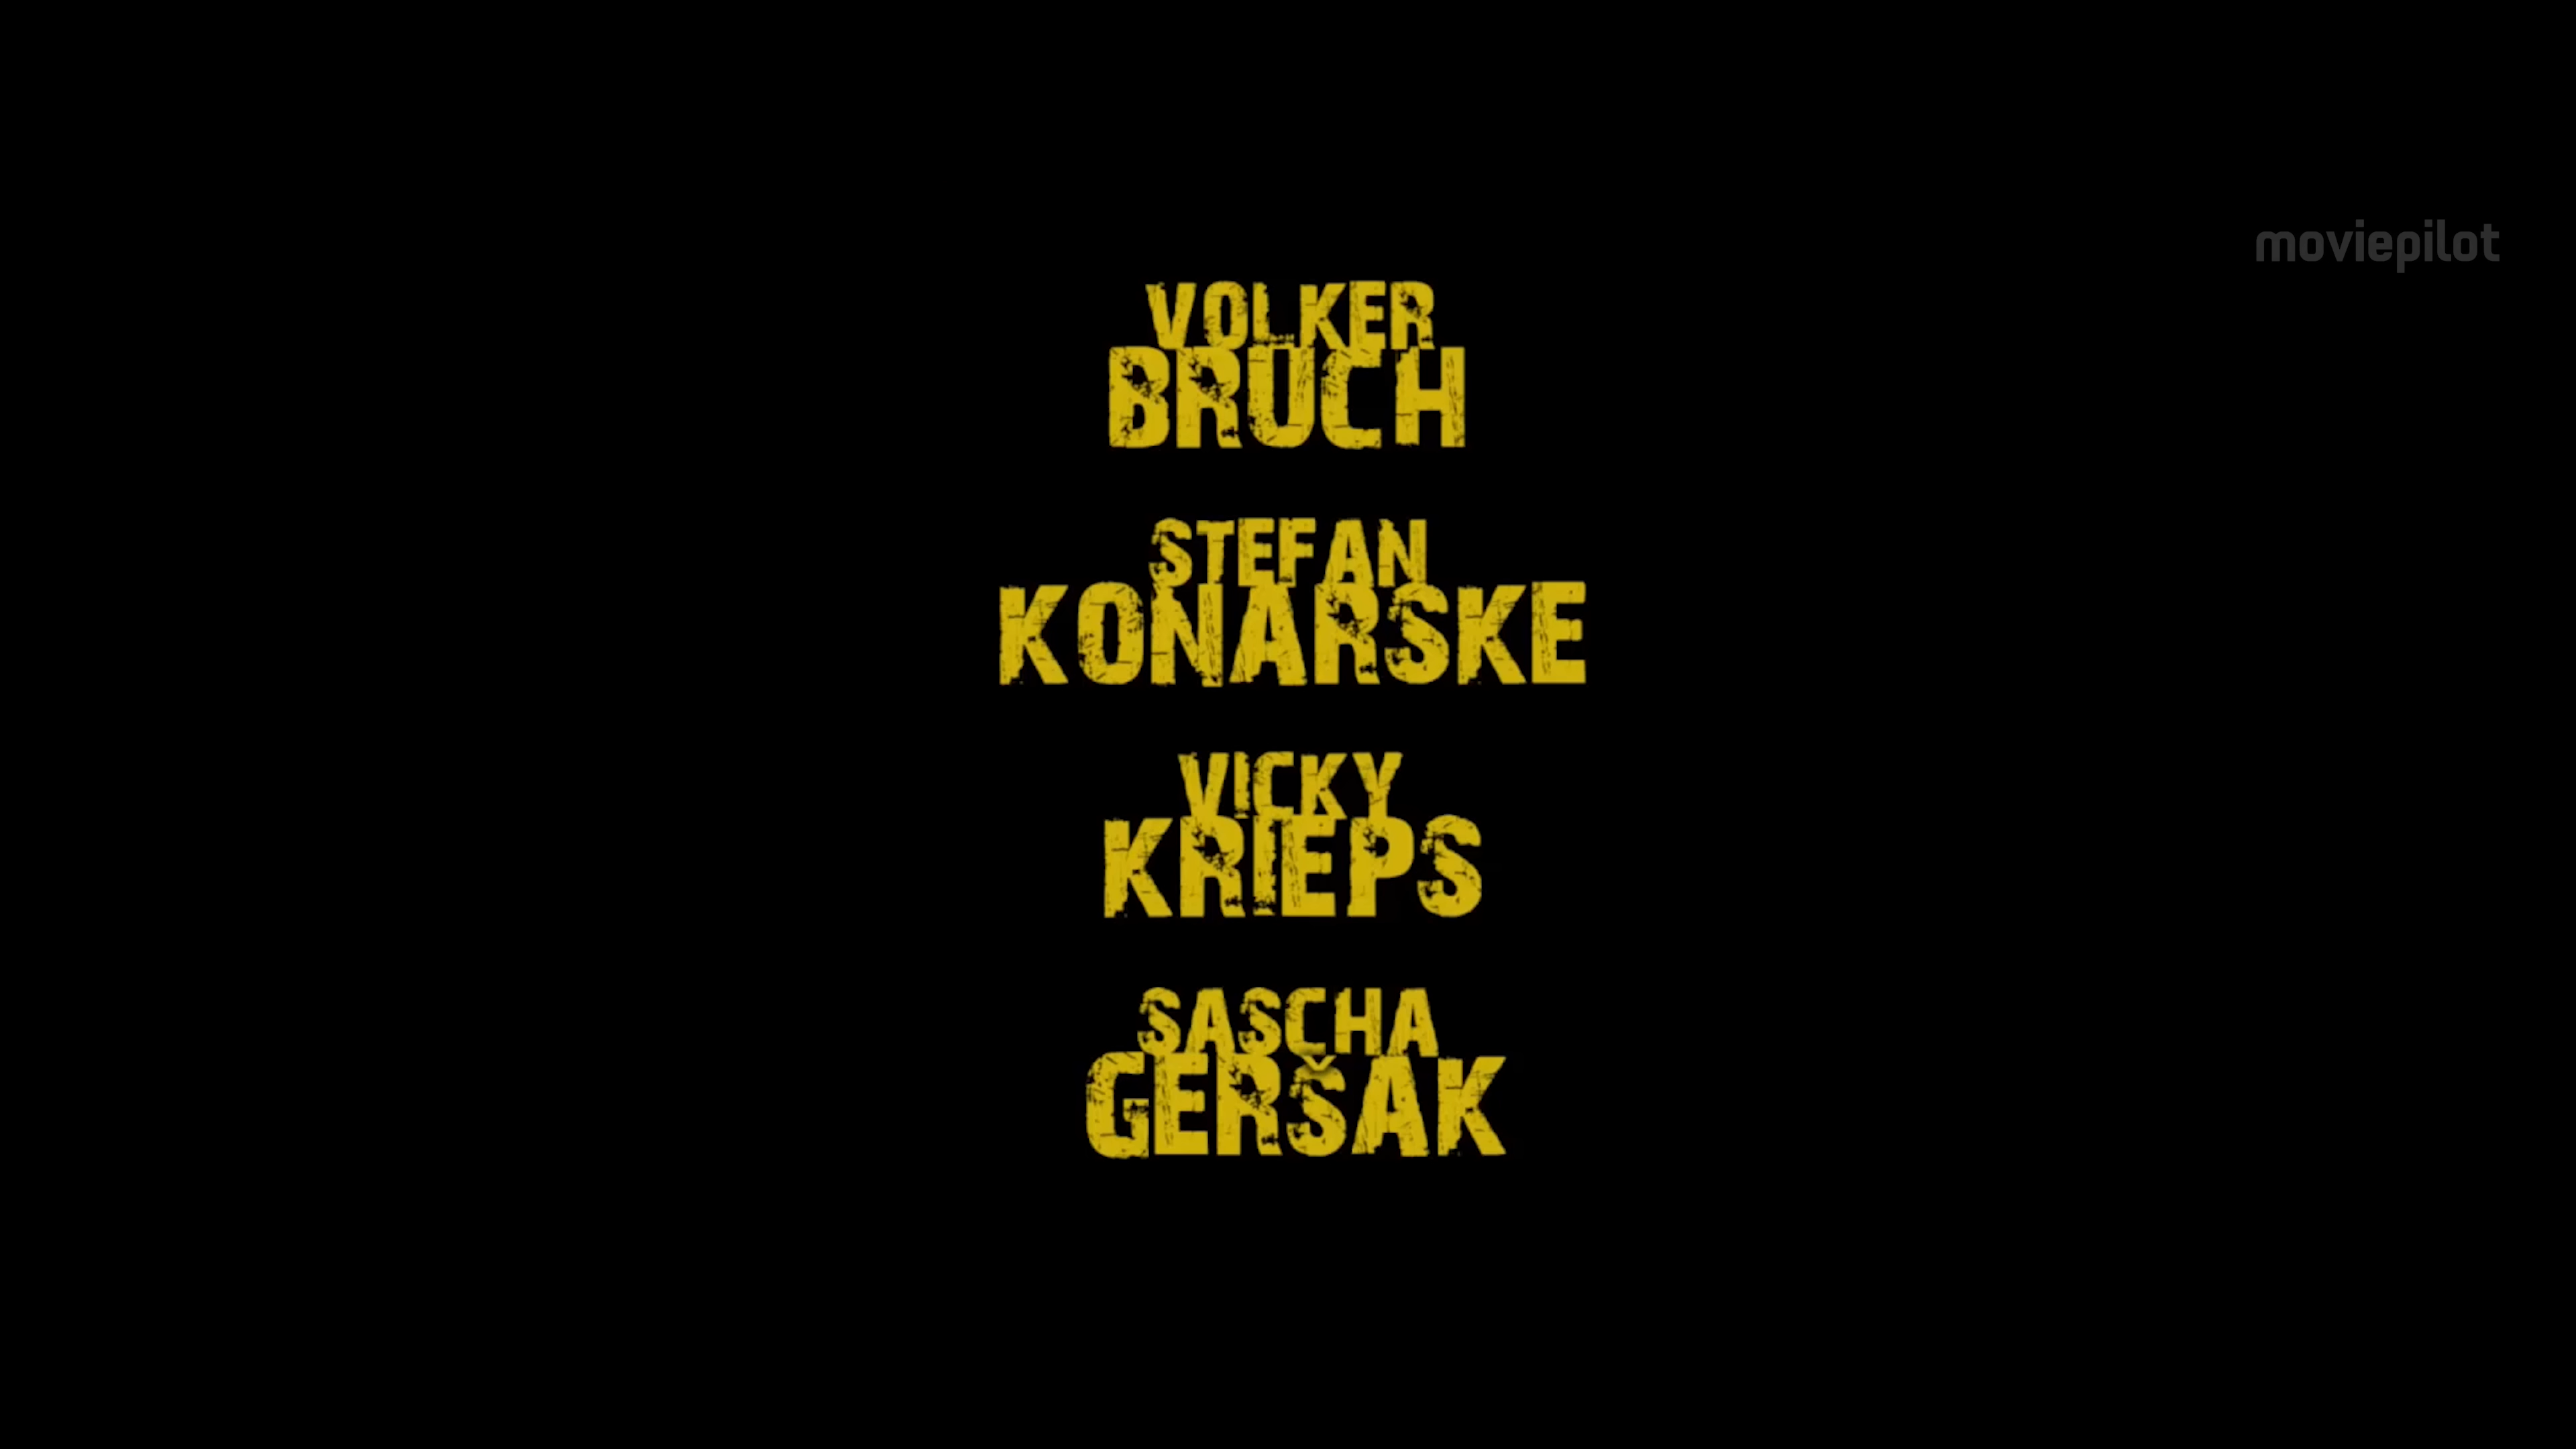 moviepilot
VOLKER
BRUCH
STEFAN
KONARSKE
VICKY
KRIEPS
SASCHA
GERŠAK